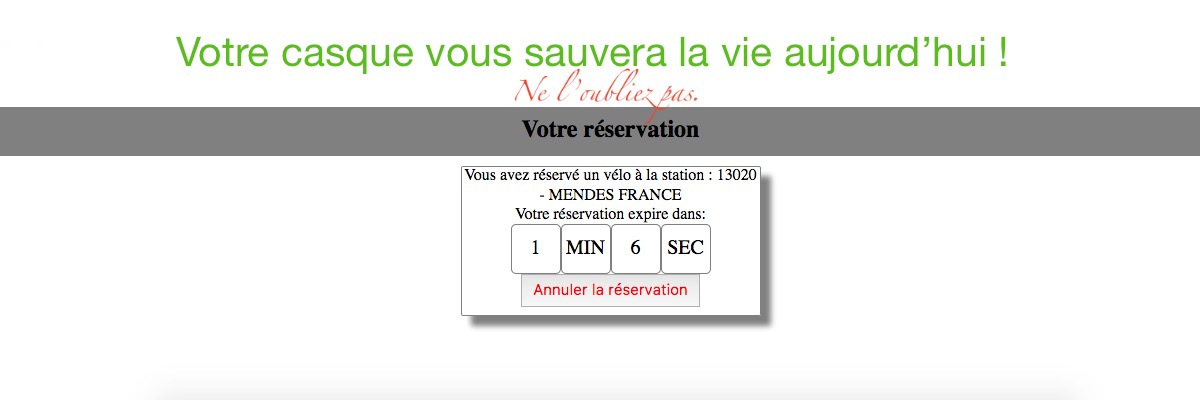 Votre casque vous sauvera la vie aujourd’hui !
Ne l'oubliez pas.
Votre réservation
Vous avez réservé un vélo à la station : 13020
- MENDES FRANCE
Votre réservation expire dans:
1 MIN 6 SEC
Annuler la réservation